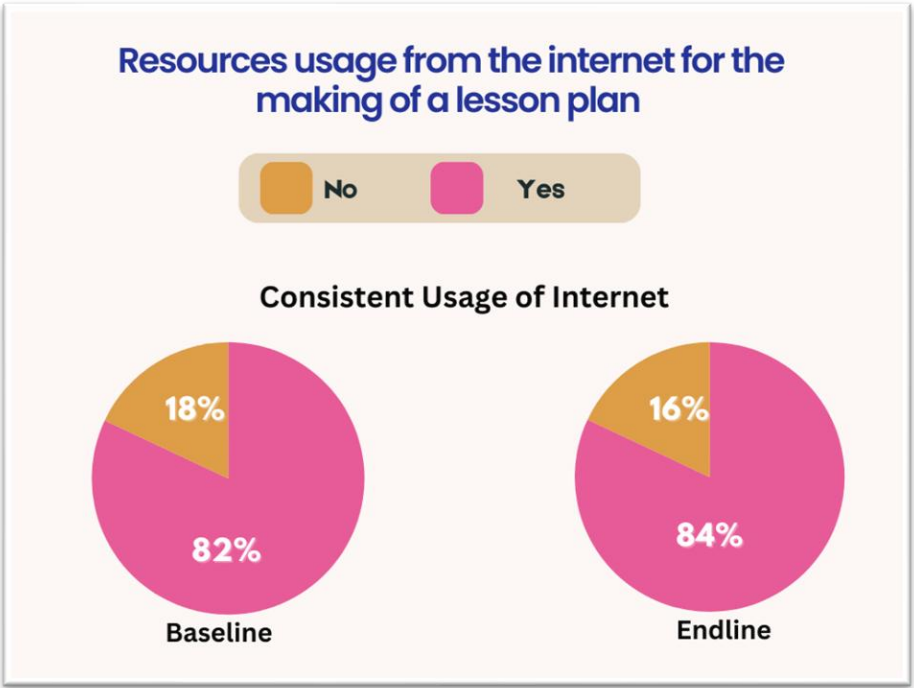 Resources usage from the internet for the
making of a lesson plan
No Yes
Consistent Usage of Internet
18% 16%
82% 84%
Baseline Endline